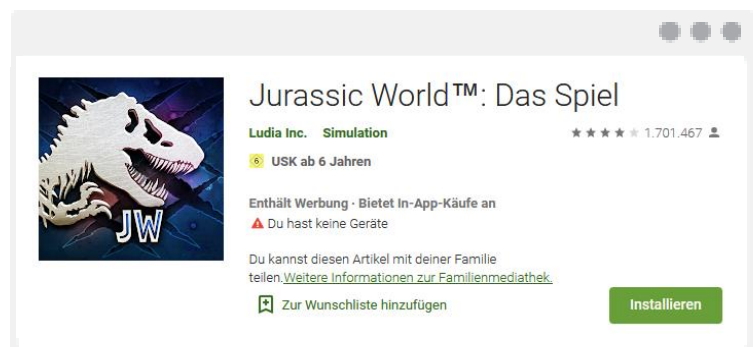 Jurassic World™: Das Spiel
Ludia Inc. Simulation 1.701.467
6 USK ab 6 Jahren
Enthält Werbung · Bietet In-App-Käufe an
Du hast keine Geräte
Du kannst diesen Artikel mit deiner Familie
teilen.Weitere Informationen zur Familienmediathek.
Zur Wunschliste hinzufügen
Installieren
JW